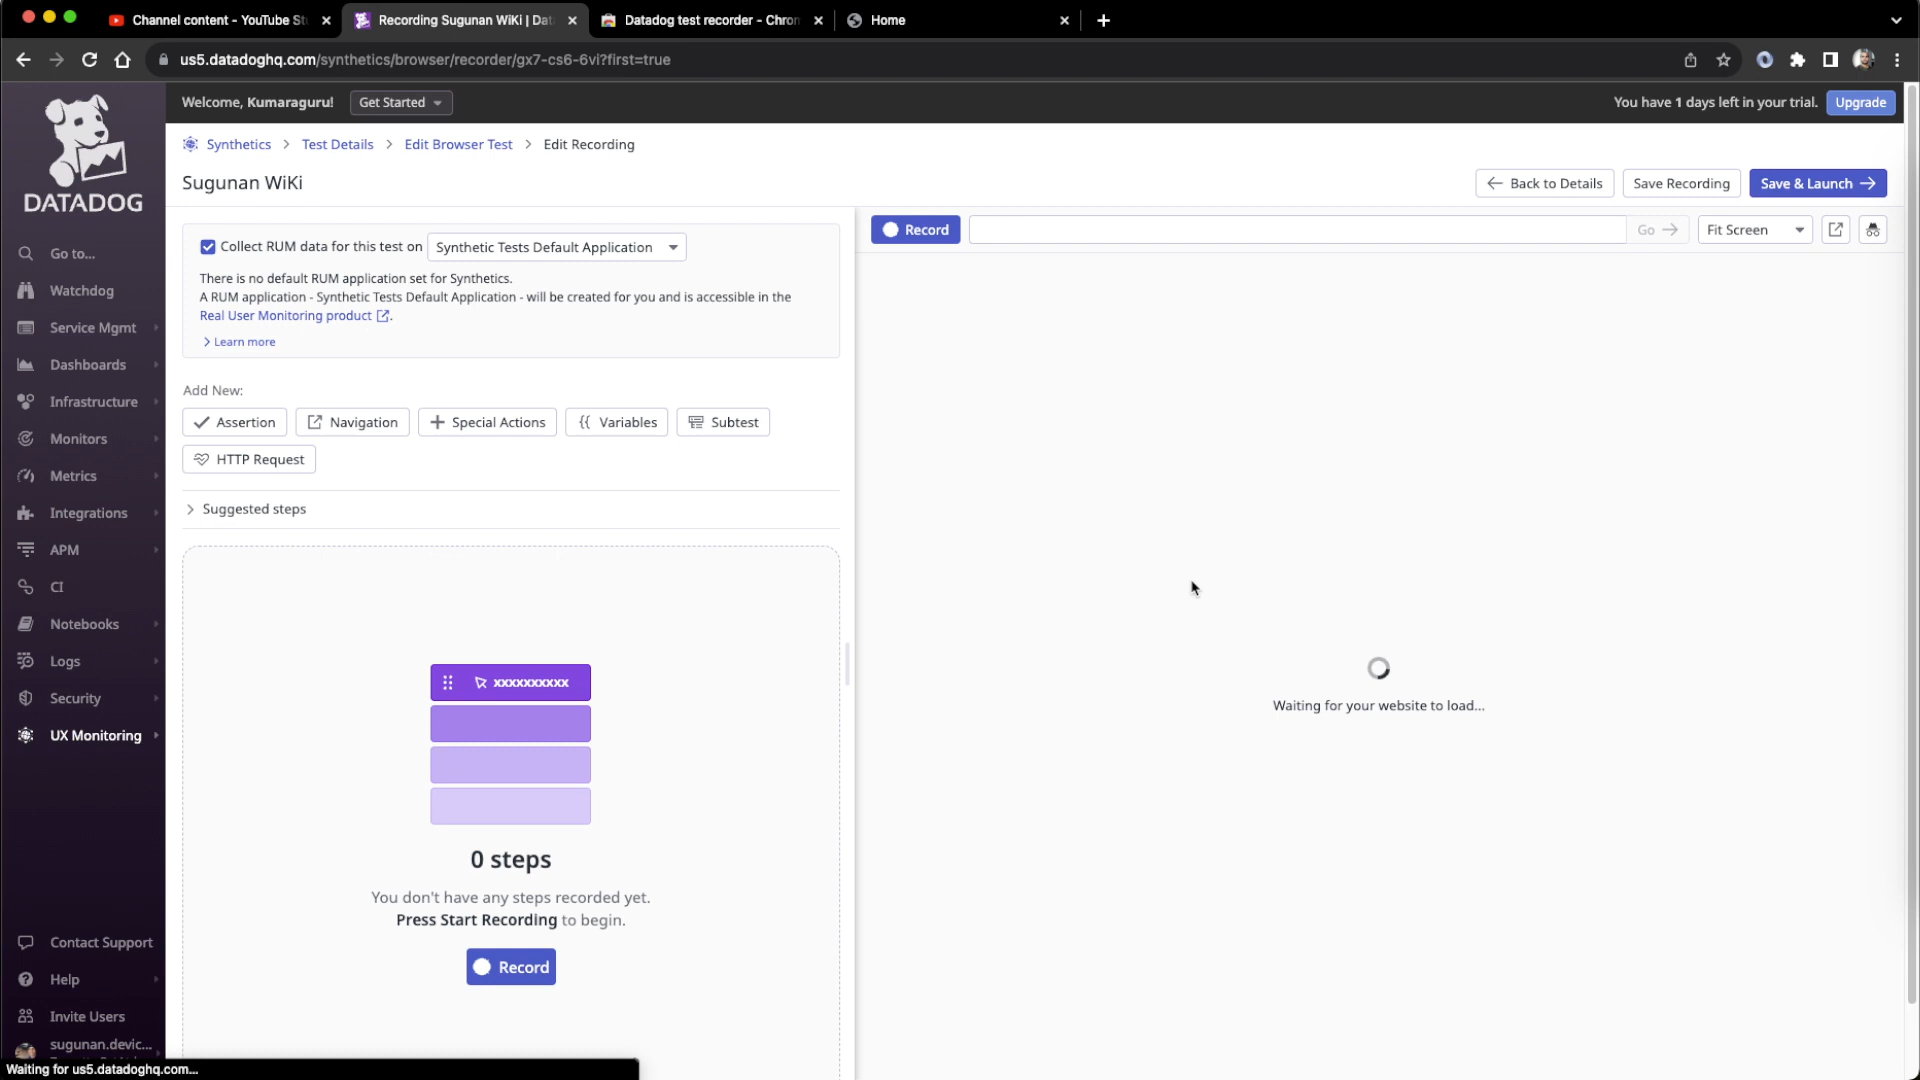 Channel content - YouTube St
Recording Sugunan WiKi | Dat
Datadog test recorder - Chrom
Home
us5.datadoghq.com/synthetics/browser/recorder/gx7-cs6-6vi?first=true
Welcome, Kumaraguru!
Get Started
You have 1 days left in your trial.
Upgrade
DATADOG
Go to...
Watchdog
Service Mgmt
Dashboards
Infrastructure
Monitors
Metrics
Integrations
APM
CI
Notebooks
Logs
Security
UX Monitoring
Contact Support
Help
Invite Users
sugunan.devic...
Synthetics > Test Details > Edit Browser Test > Edit Recording
Sugunan WiKi
Back to Details
Save Recording
Save & Launch
Collect RUM data for this test on
Synthetic Tests Default Application
There is no default RUM application set for Synthetics.
A RUM application - Synthetic Tests Default Application - will be created for you and is accessible in the
Real User Monitoring product.
Learn more
Add New:
Assertion
Navigation
Special Actions
Variables
Subtest
HTTP Request
Suggested steps
xxxxxxxxxx
0 steps
You don't have any steps recorded yet.
Press Start Recording to begin.
Record
Record
Go
Fit Screen
Waiting for your website to load...
Waiting for us5.datadoghq.com...